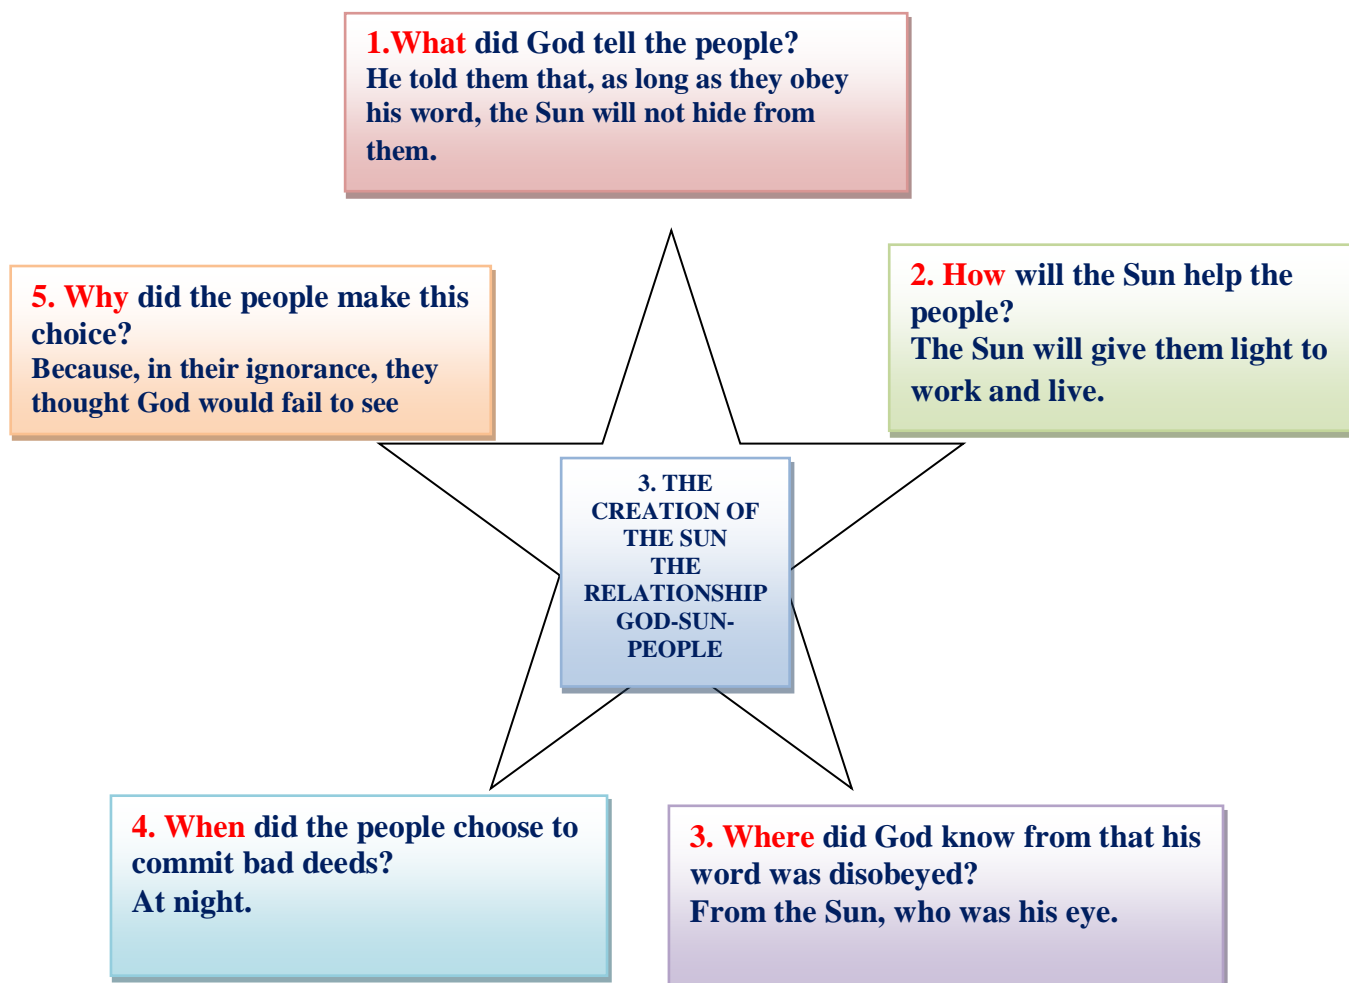 1.What did God tell the people?
He told them that, as long as they obey
his word, the Sun will not hide from
them.
2. How will the Sun help the
people?
The Sun will give them light to
work and live.
5. Why did the people make this
choice?
Because, in their ignorance, they
thought God would fail to see
3. THE
CREATION OF
THE SUN
THE
RELATIONSHIP
GOD-SUN-
PEOPLE
4. When did the people choose to
commit bad deeds?
At night.
3. Where did God know from that his
word was disobeyed?
From the Sun, who was his eye.